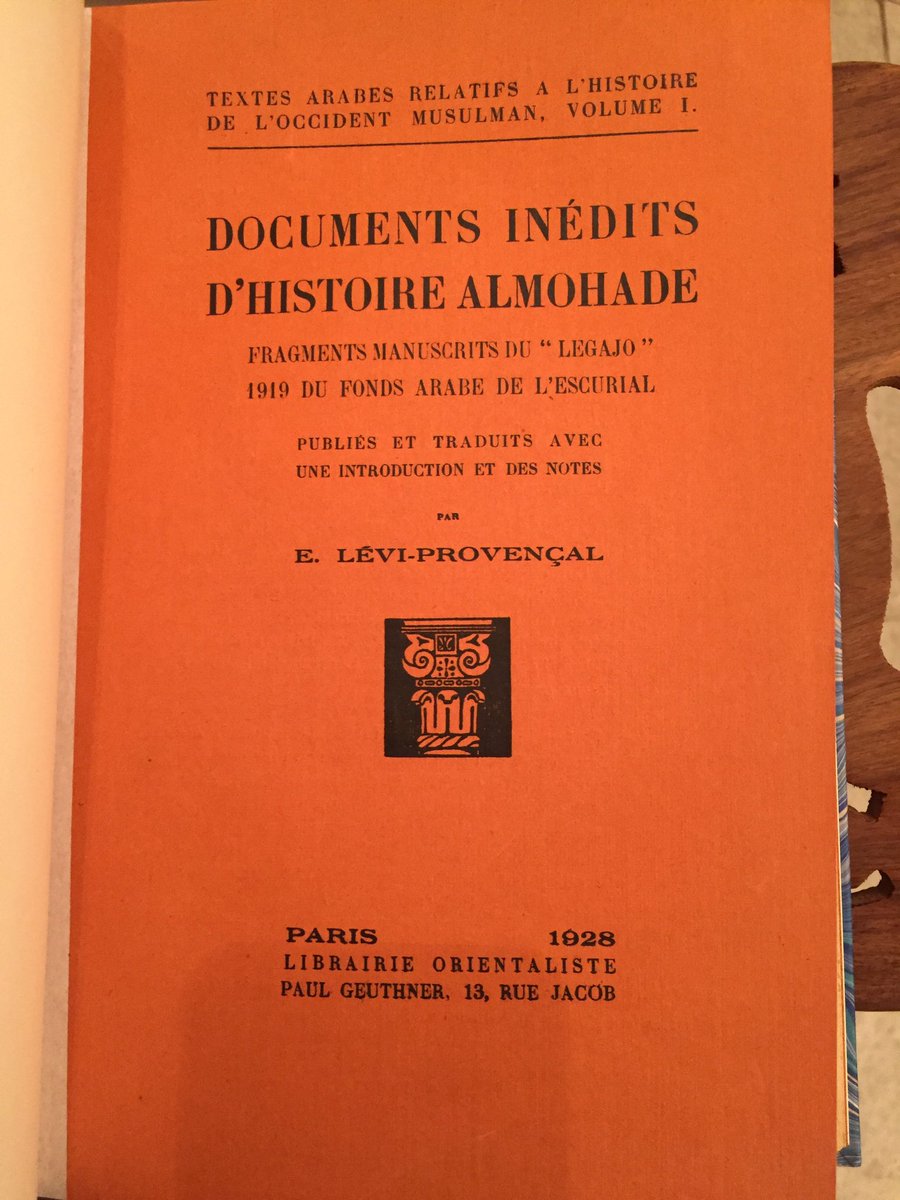 TEXTES ARABES RELATIFS A L'HISTOIRE
DE L'OCCIDENT MUSULMAN, VOLUME I.
DOCUMENTS INÉDITS
D'HISTOIRE ALMOHADE
FRAGMENTS MANUSCRITS DU " LEGAJO "
1919 DU FONDS ARABE DE L'ESCURIAL
PUBLIÉS ET TRADUITS AVEC
UNE INTRODUCTION ET DES NOTES
PAR
E. LÉVI-PROVENÇAL
PARIS 1928
LIBRAIRIE ORIENTALISTE
PAUL GEUTHNER, 13, RUE JACOB